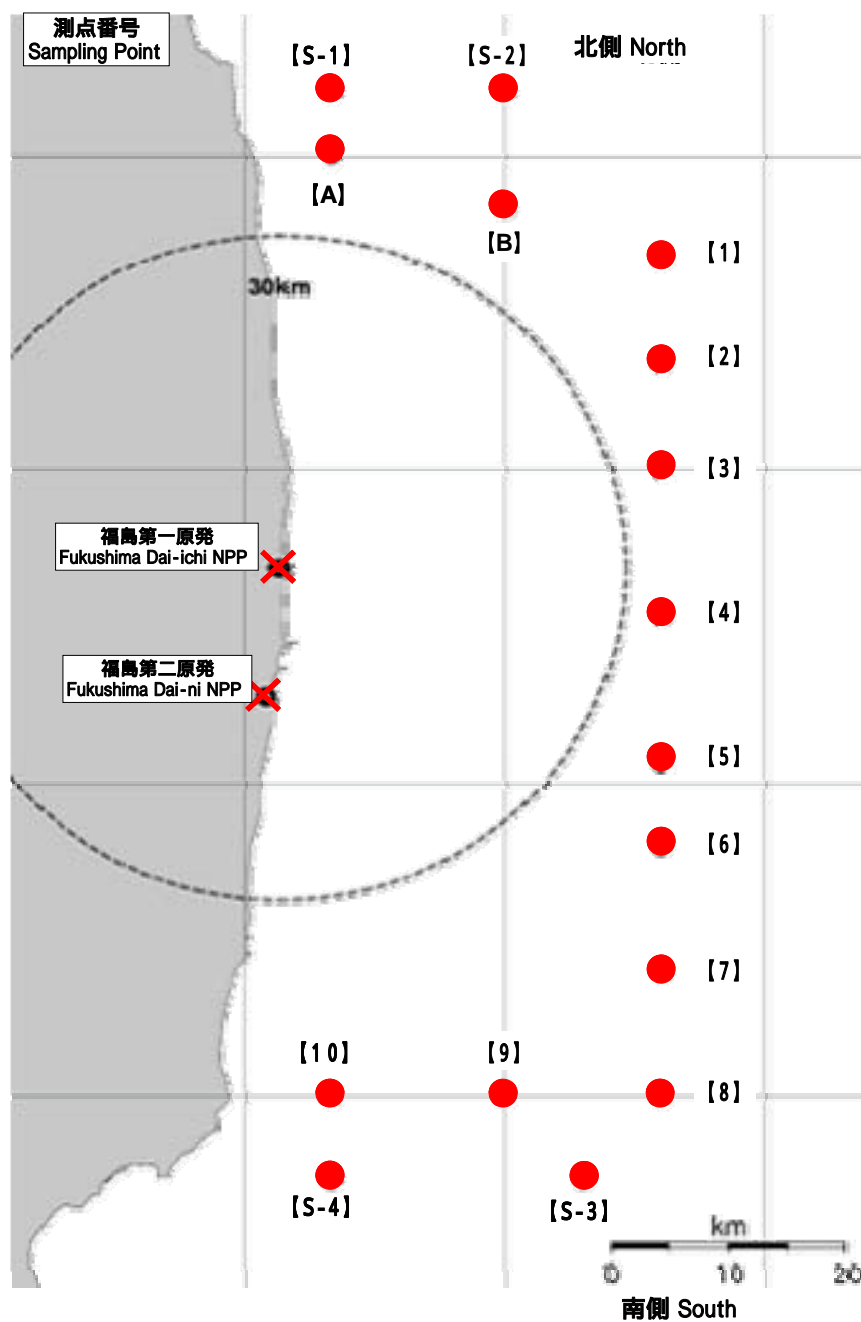 測点番号
Sampling Point
【S-1】
【S-2】
北側 North
【A】
【B】
【1】
30km
【2】
【3】
福島第一原発
Fukushima Dai-ichi NPP
【4】
福島第二原発
Fukushima Dai-ni NPP
【5】
【6】
【7】
【10】
【9】
【8】
【S-4】
【S-3】
km
0 10 20
南側 South